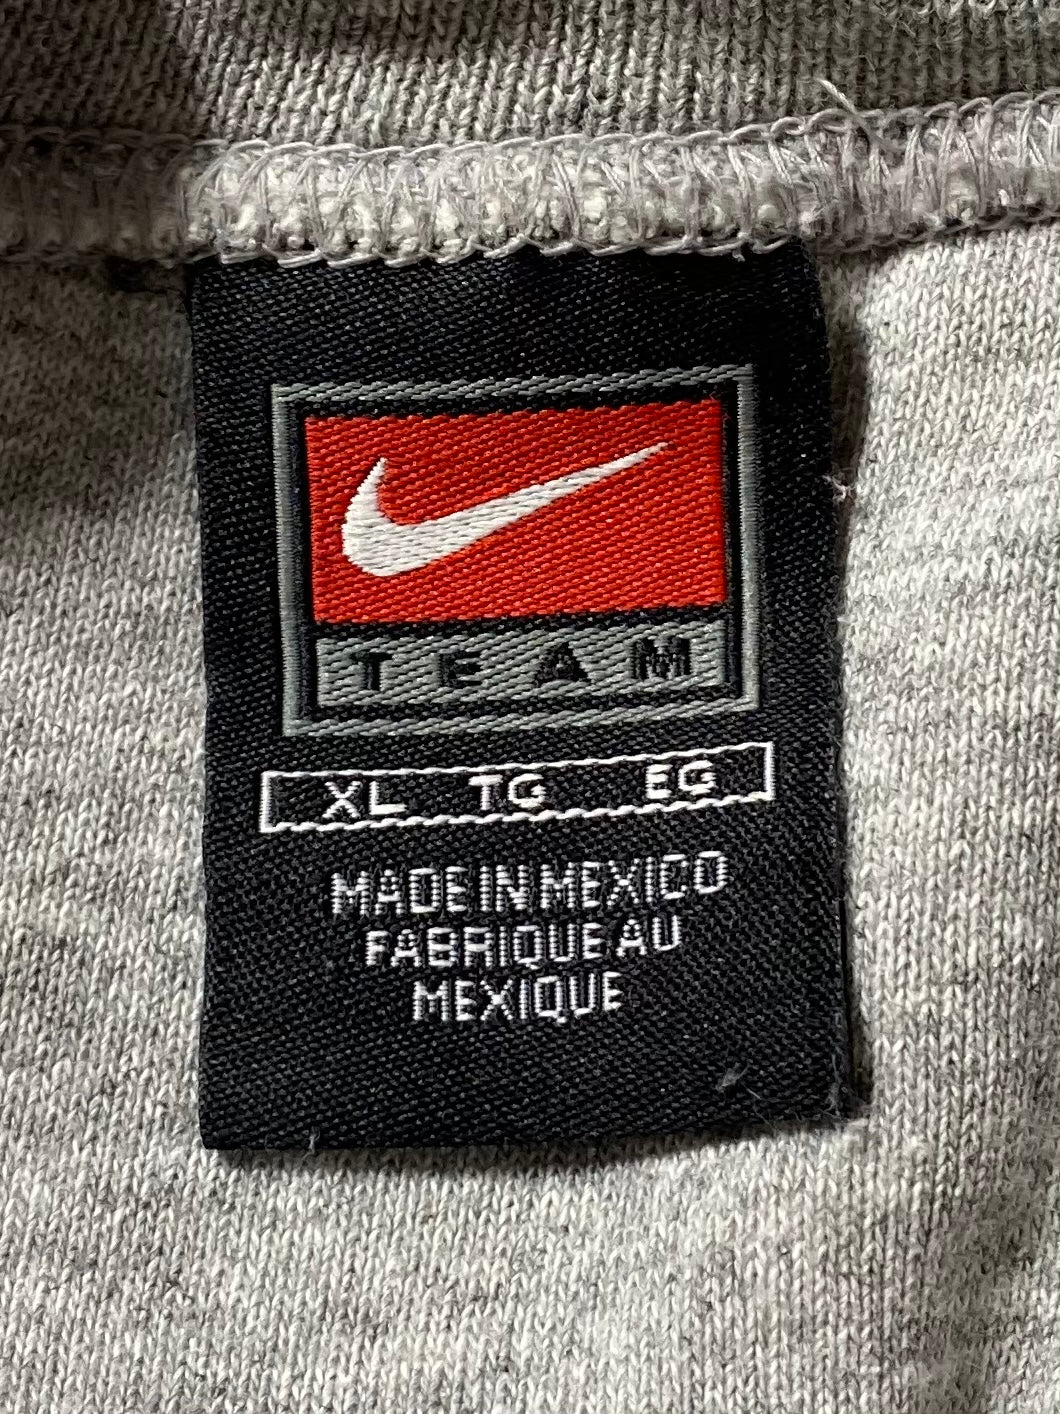 TEAM
XL TG EG
MADE IN MEXICO
FABRIQUE AU
MEXIQUE